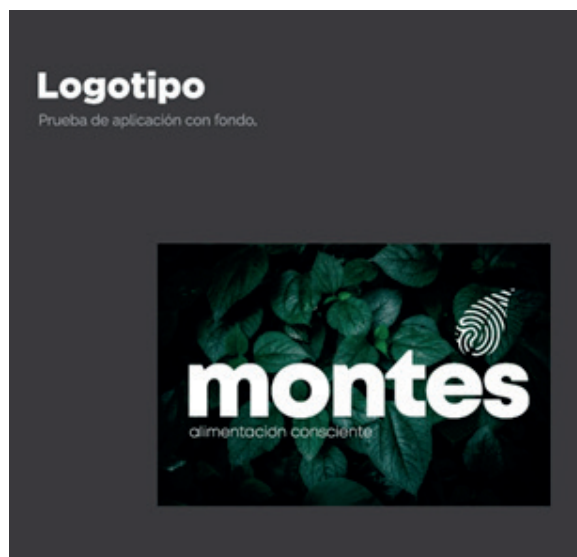 Logotipo
Prueba de aplicación con fondo.
montes
alimentación consciente